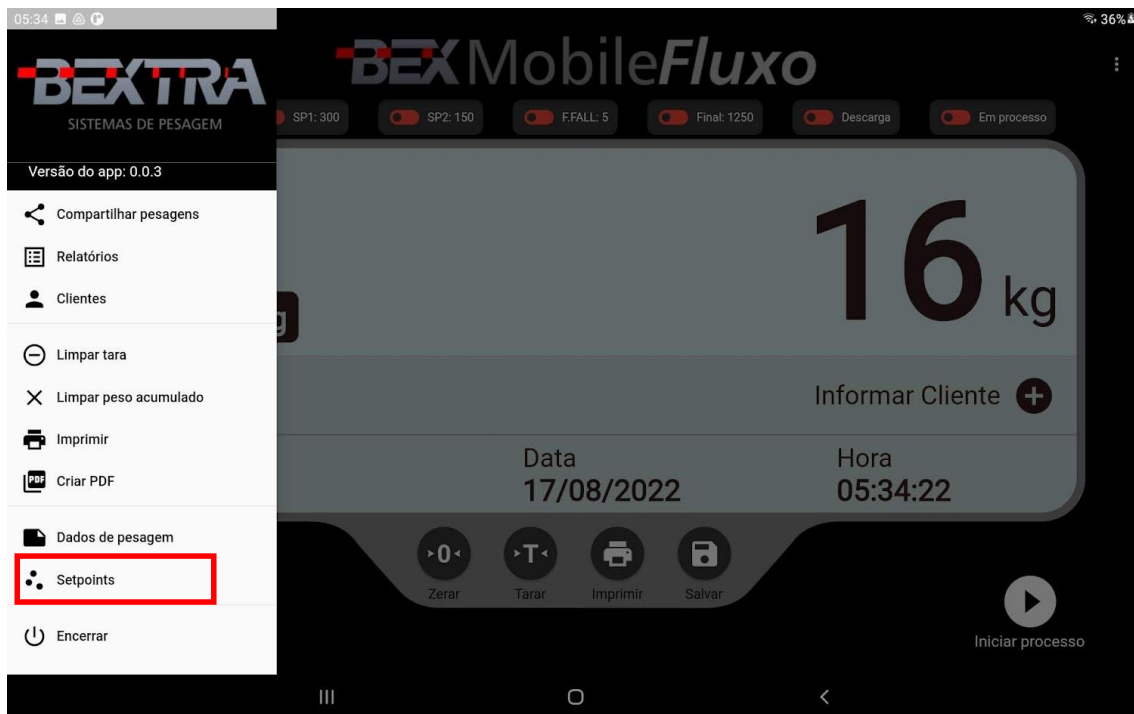 05:34
36%
BEXTRA
SISTEMAS DE PESAGEM
Versão do app: 0.0.3
Compartilhar pesagens
Relatórios
Clientes
Limpar tara
Limpar peso acumulado
Imprimir
PDF
Criar PDF
Dados de pesagem
Setpoints
Encerrar
BEX MobileFluxo
SP1: 300
SP2: 150
F.FALL: 5
Final: 1250
Descarga
Em processo
16 kg
g
Informar Cliente
Data
17/08/2022
Hora
05:34:22
0
T
Zerar
Tarar
Imprimir
Salvar
Iniciar processo